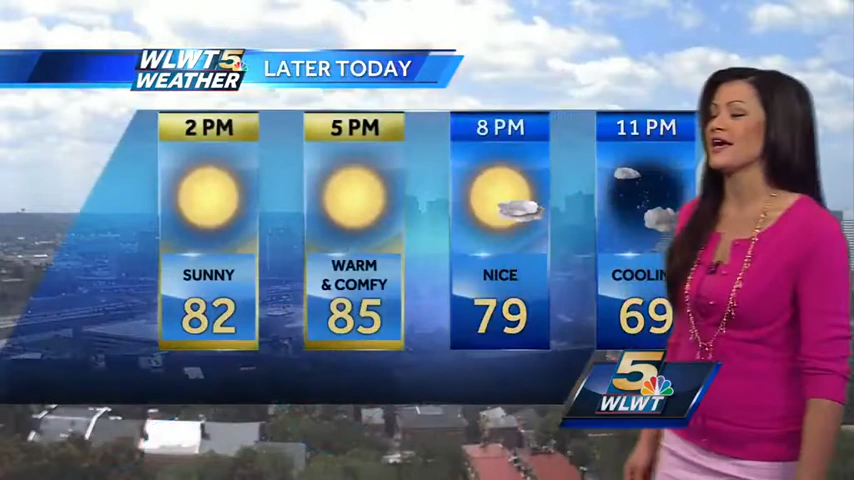 WLWT 5
WEATHER
LATER TODAY
2 PM
5 PM
8 PM
11 PM
SUNNY
WARM
& COMFY
NICE
COOLIN
82
85
79
69
5
WLWT